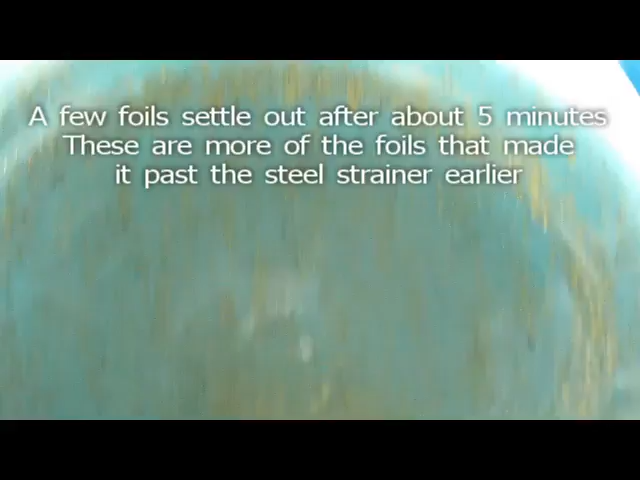 A few foils settle out after about 5 minutes
These are more of the foils that made
it past the steel strainer earlier